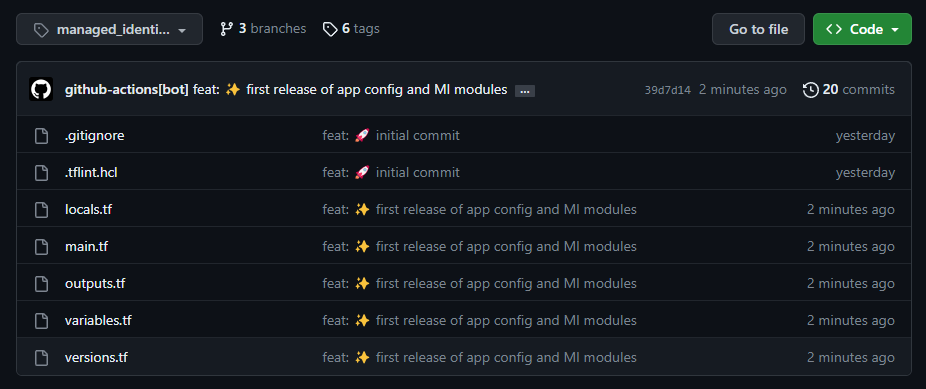 managed_identi... 3 branches 6 tags Go to file Code
github-actions[bot] feat: ✨ first release of app config and MI modules ... 39d7d14 2 minutes ago 20 commits
.gitignore feat: 🚀 initial commit yesterday
.tflint.hcl feat: 🚀 initial commit yesterday
locals.tf feat: ✨ first release of app config and MI modules 2 minutes ago
main.tf feat: ✨ first release of app config and MI modules 2 minutes ago
outputs.tf feat: ✨ first release of app config and MI modules 2 minutes ago
variables.tf feat: ✨ first release of app config and MI modules 2 minutes ago
versions.tf feat: ✨ first release of app config and MI modules 2 minutes ago